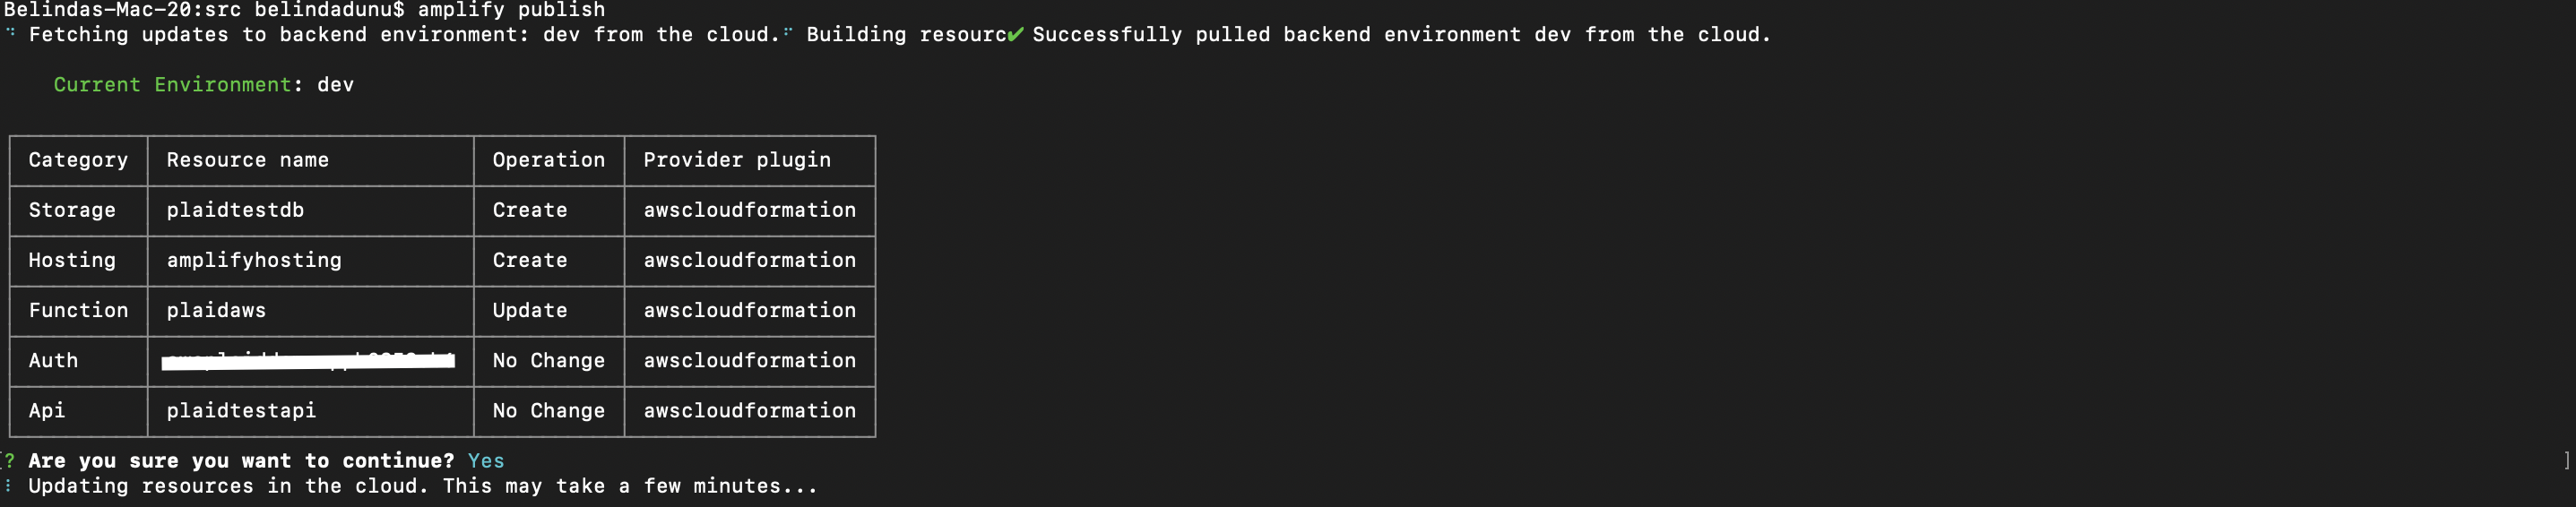 Belindas-Mac-20:src belindadunu$ amplify publish
Fetching updates to backend environment: dev from the cloud. Building resourc✔ Successfully pulled backend environment dev from the cloud.
Current Environment: dev
Category Resource name Operation Provider plugin
Storage plaidtestdb Create awscloudformation
Hosting amplifyhosting Create awscloudformation
Function plaidaws Update awscloudformation
Auth No Change awscloudformation
Api plaidtestapi No Change awscloudformation
[? Are you sure you want to continue? Yes ]
Updating resources in the cloud. This may take a few minutes...